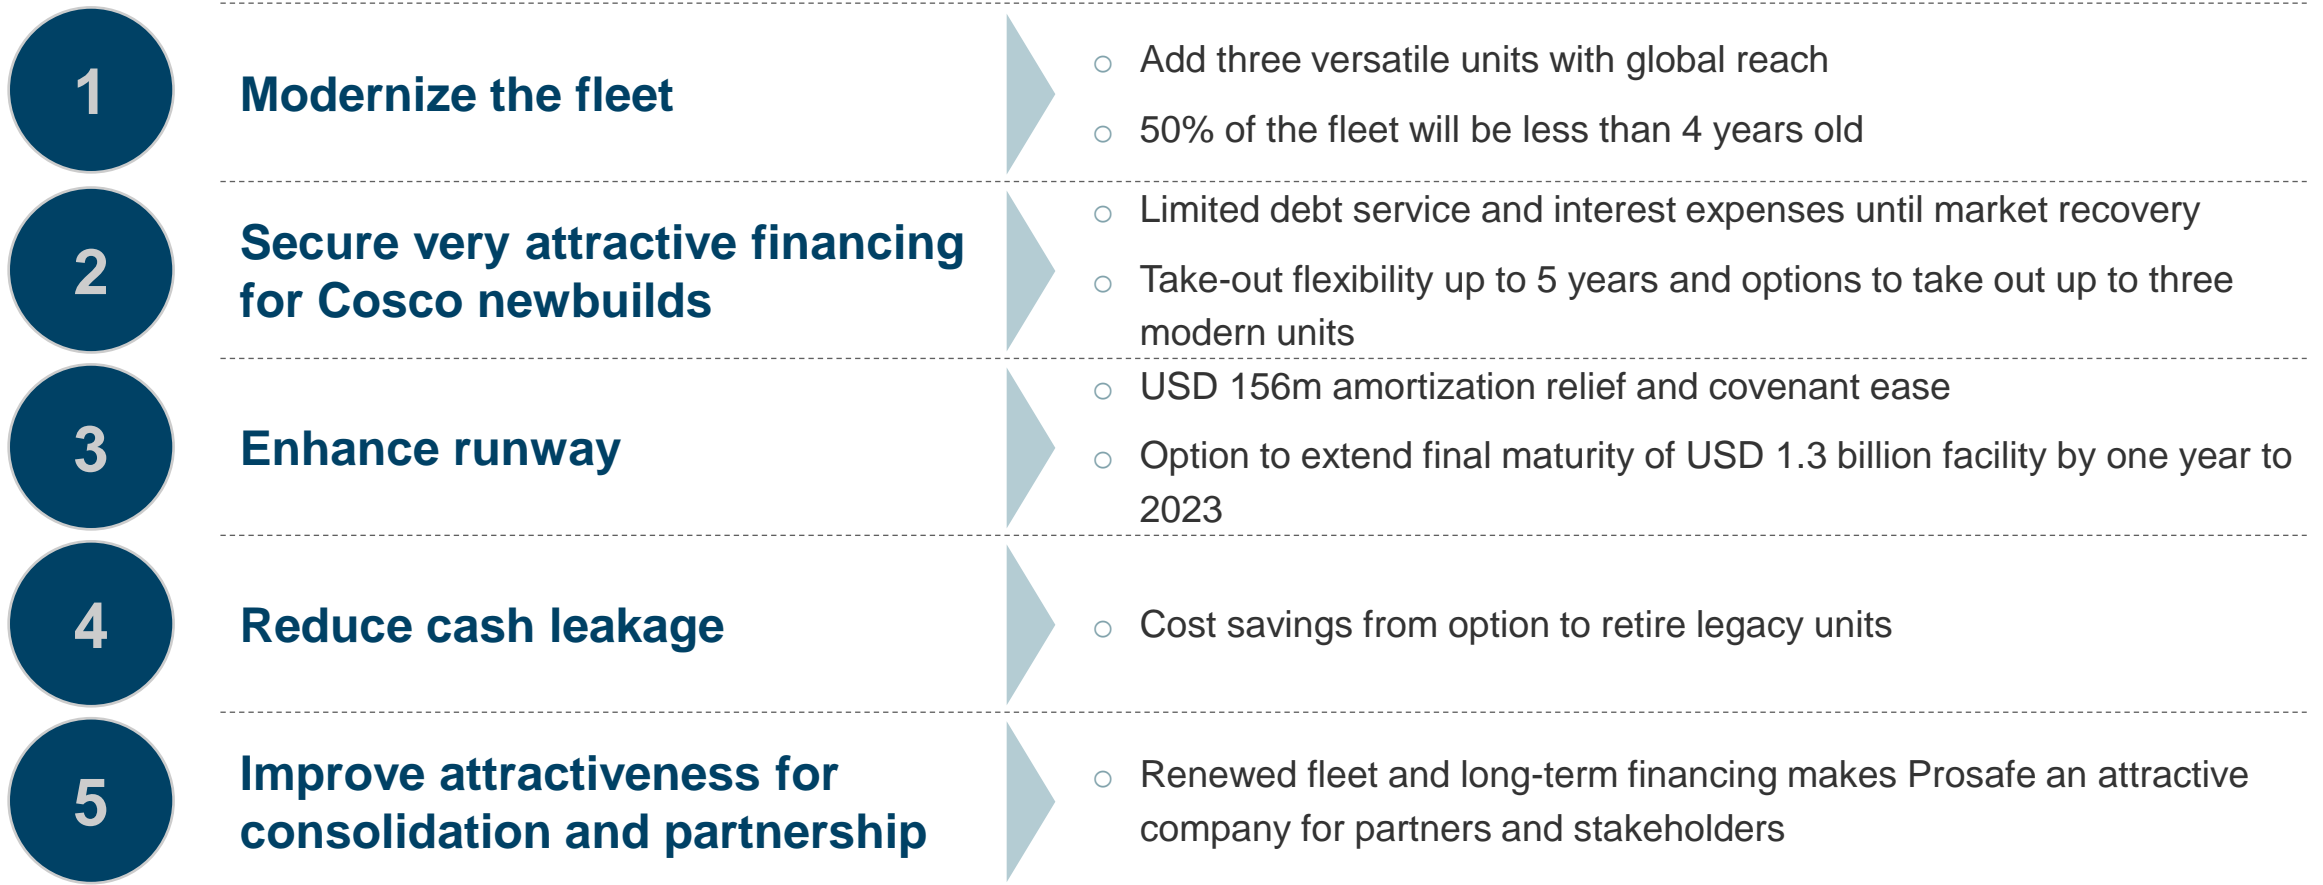 1
Modernize the fleet
○ Add three versatile units with global reach
○ 50% of the fleet will be less than 4 years old
2
Secure very attractive financing
for Cosco newbuilds
○ Limited debt service and interest expenses until market recovery
○ Take-out flexibility up to 5 years and options to take out up to three
modern units
3
Enhance runway
○ USD 156m amortization relief and covenant ease
○ Option to extend final maturity of USD 1.3 billion facility by one year to
2023
4
Reduce cash leakage
○ Cost savings from option to retire legacy units
5
Improve attractiveness for
consolidation and partnership
○ Renewed fleet and long-term financing makes Prosafe an attractive
company for partners and stakeholders